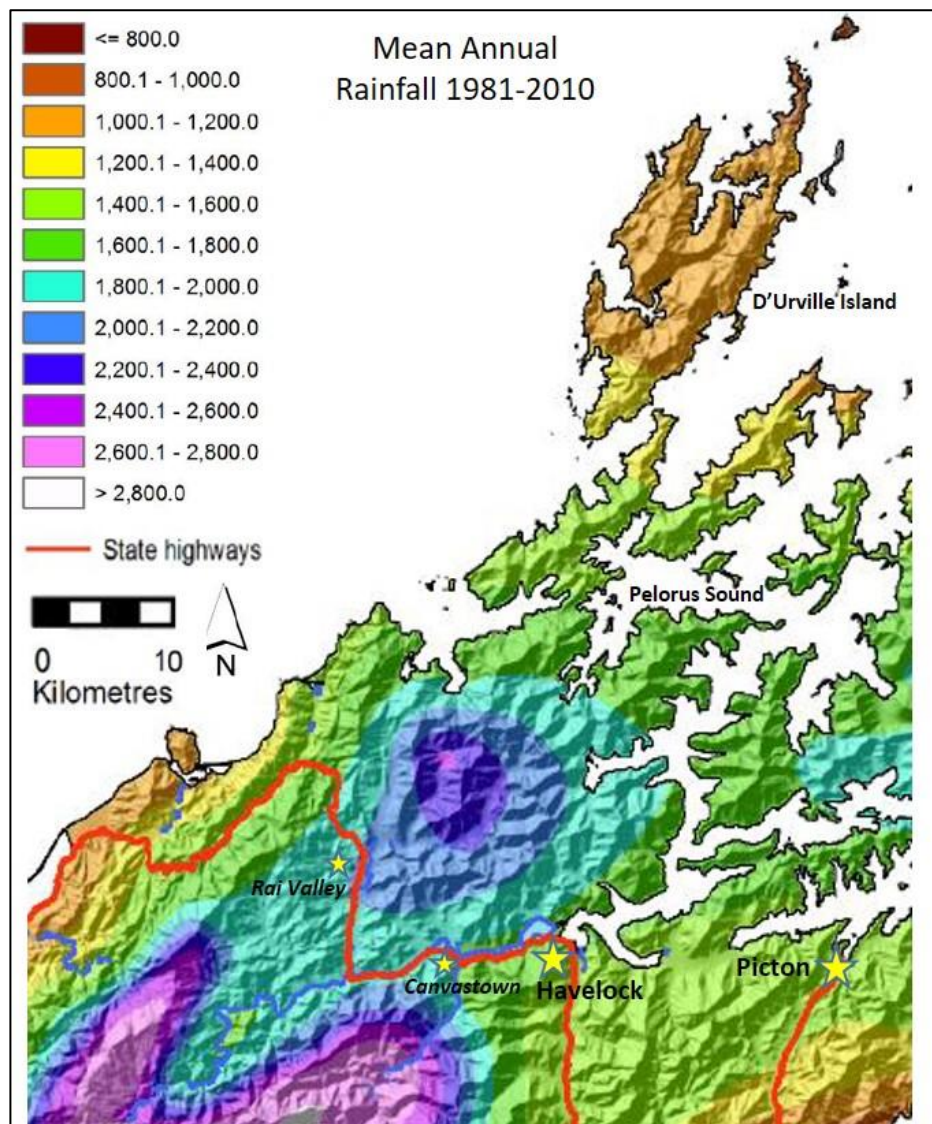 Mean Annual
Rainfall 1981-2010
<= 800.0
800.1 - 1,000.0
1,000.1 - 1,200.0
1,200.1 - 1,400.0
1,400.1 - 1,600.0
1,600.1 - 1,800.0
1,800.1 - 2,000.0
2,000.1 - 2,200.0
2,200.1 - 2,400.0
2,400.1 - 2,600.0
2,600.1 - 2,800.0
> 2,800.0
State highways
0 10
Kilometres
N
D'Urville Island
Pelorus Sound
Rai Valley
Canvastown
Havelock
Picton